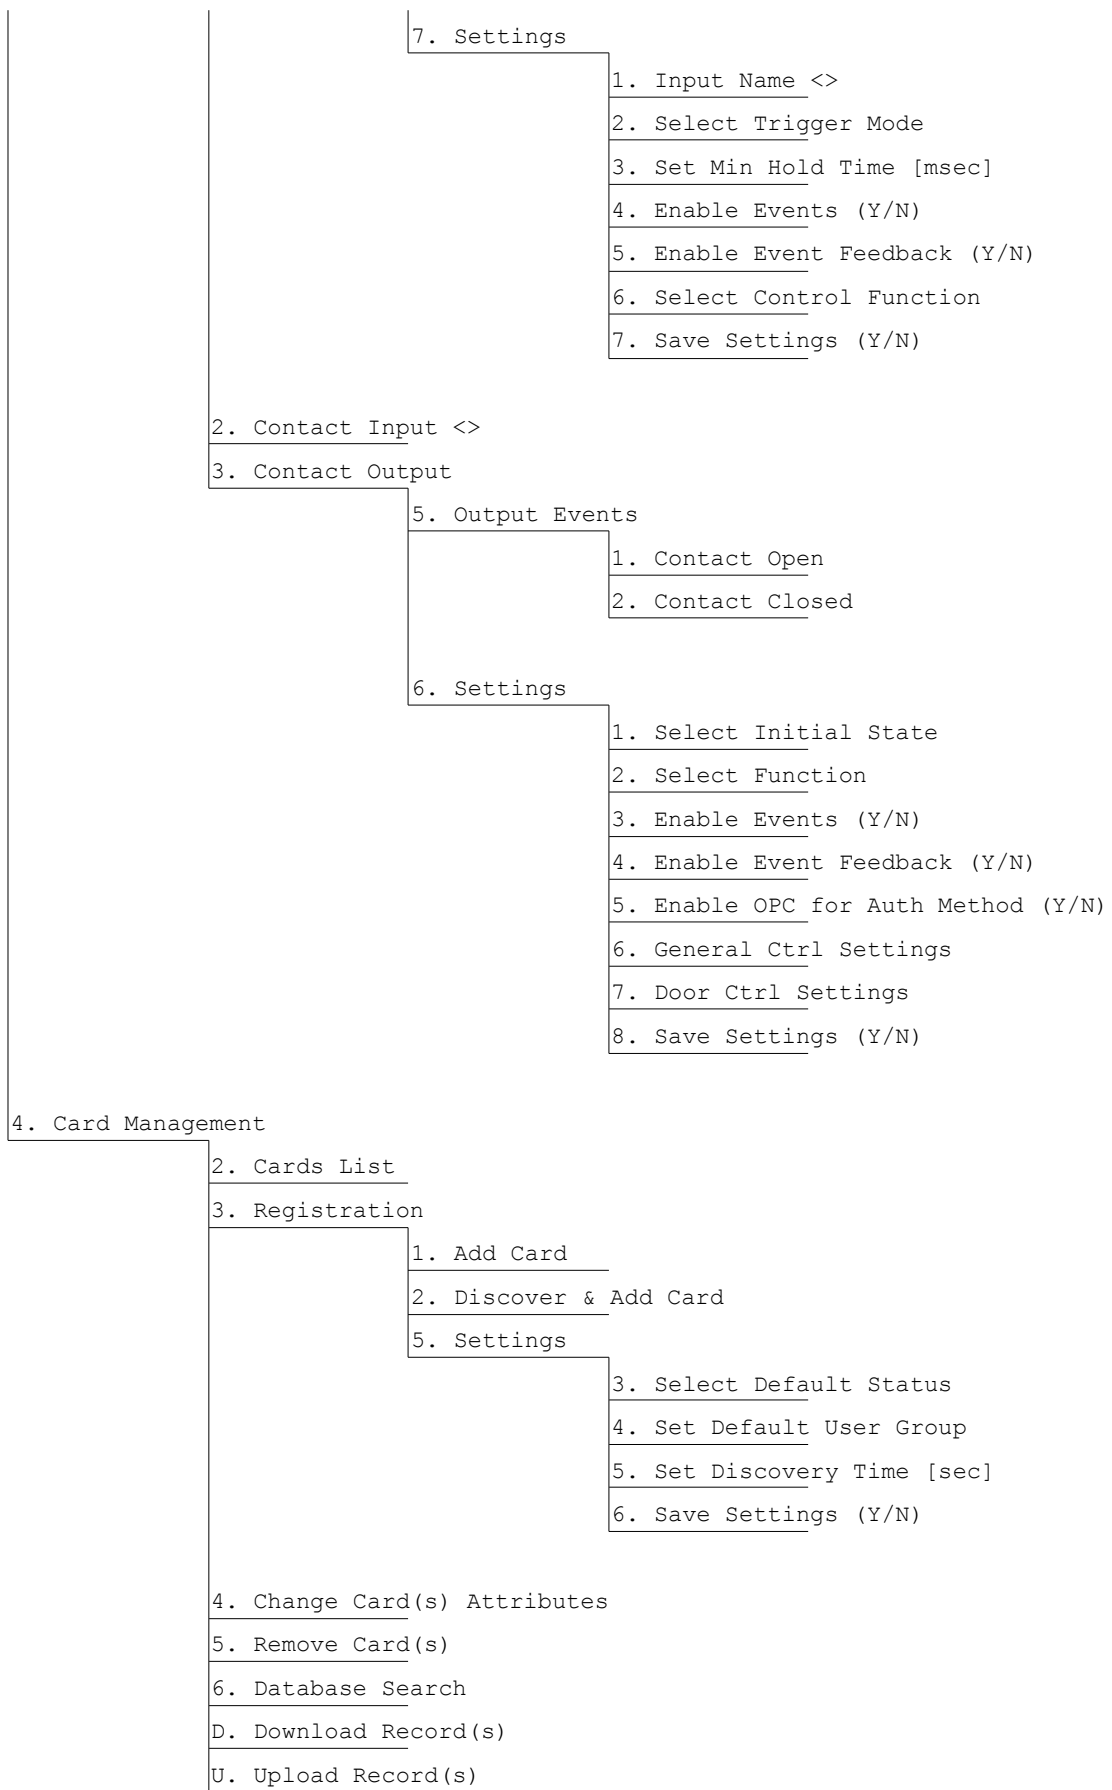 7. Settings
1. Input Name <>
2. Select Trigger Mode
3. Set Min Hold Time [msec]
4. Enable Events (Y/N)
5. Enable Event Feedback (Y/N)
6. Select Control Function
7. Save Settings (Y/N)
2. Contact Input <>
3. Contact Output
5. Output Events
1. Contact Open
2. Contact Closed
6. Settings
1. Select Initial State
2. Select Function
3. Enable Events (Y/N)
4. Enable Event Feedback (Y/N)
5. Enable OPC for Auth Method (Y/N)
6. General Ctrl Settings
7. Door Ctrl Settings
8. Save Settings (Y/N)
4. Card Management
2. Cards List
3. Registration
1. Add Card
2. Discover & Add Card
5. Settings
3. Select Default Status
4. Set Default User Group
5. Set Discovery Time [sec]
6. Save Settings (Y/N)
4. Change Card(s) Attributes
5. Remove Card(s)
6. Database Search
D. Download Record(s)
U. Upload Record(s)